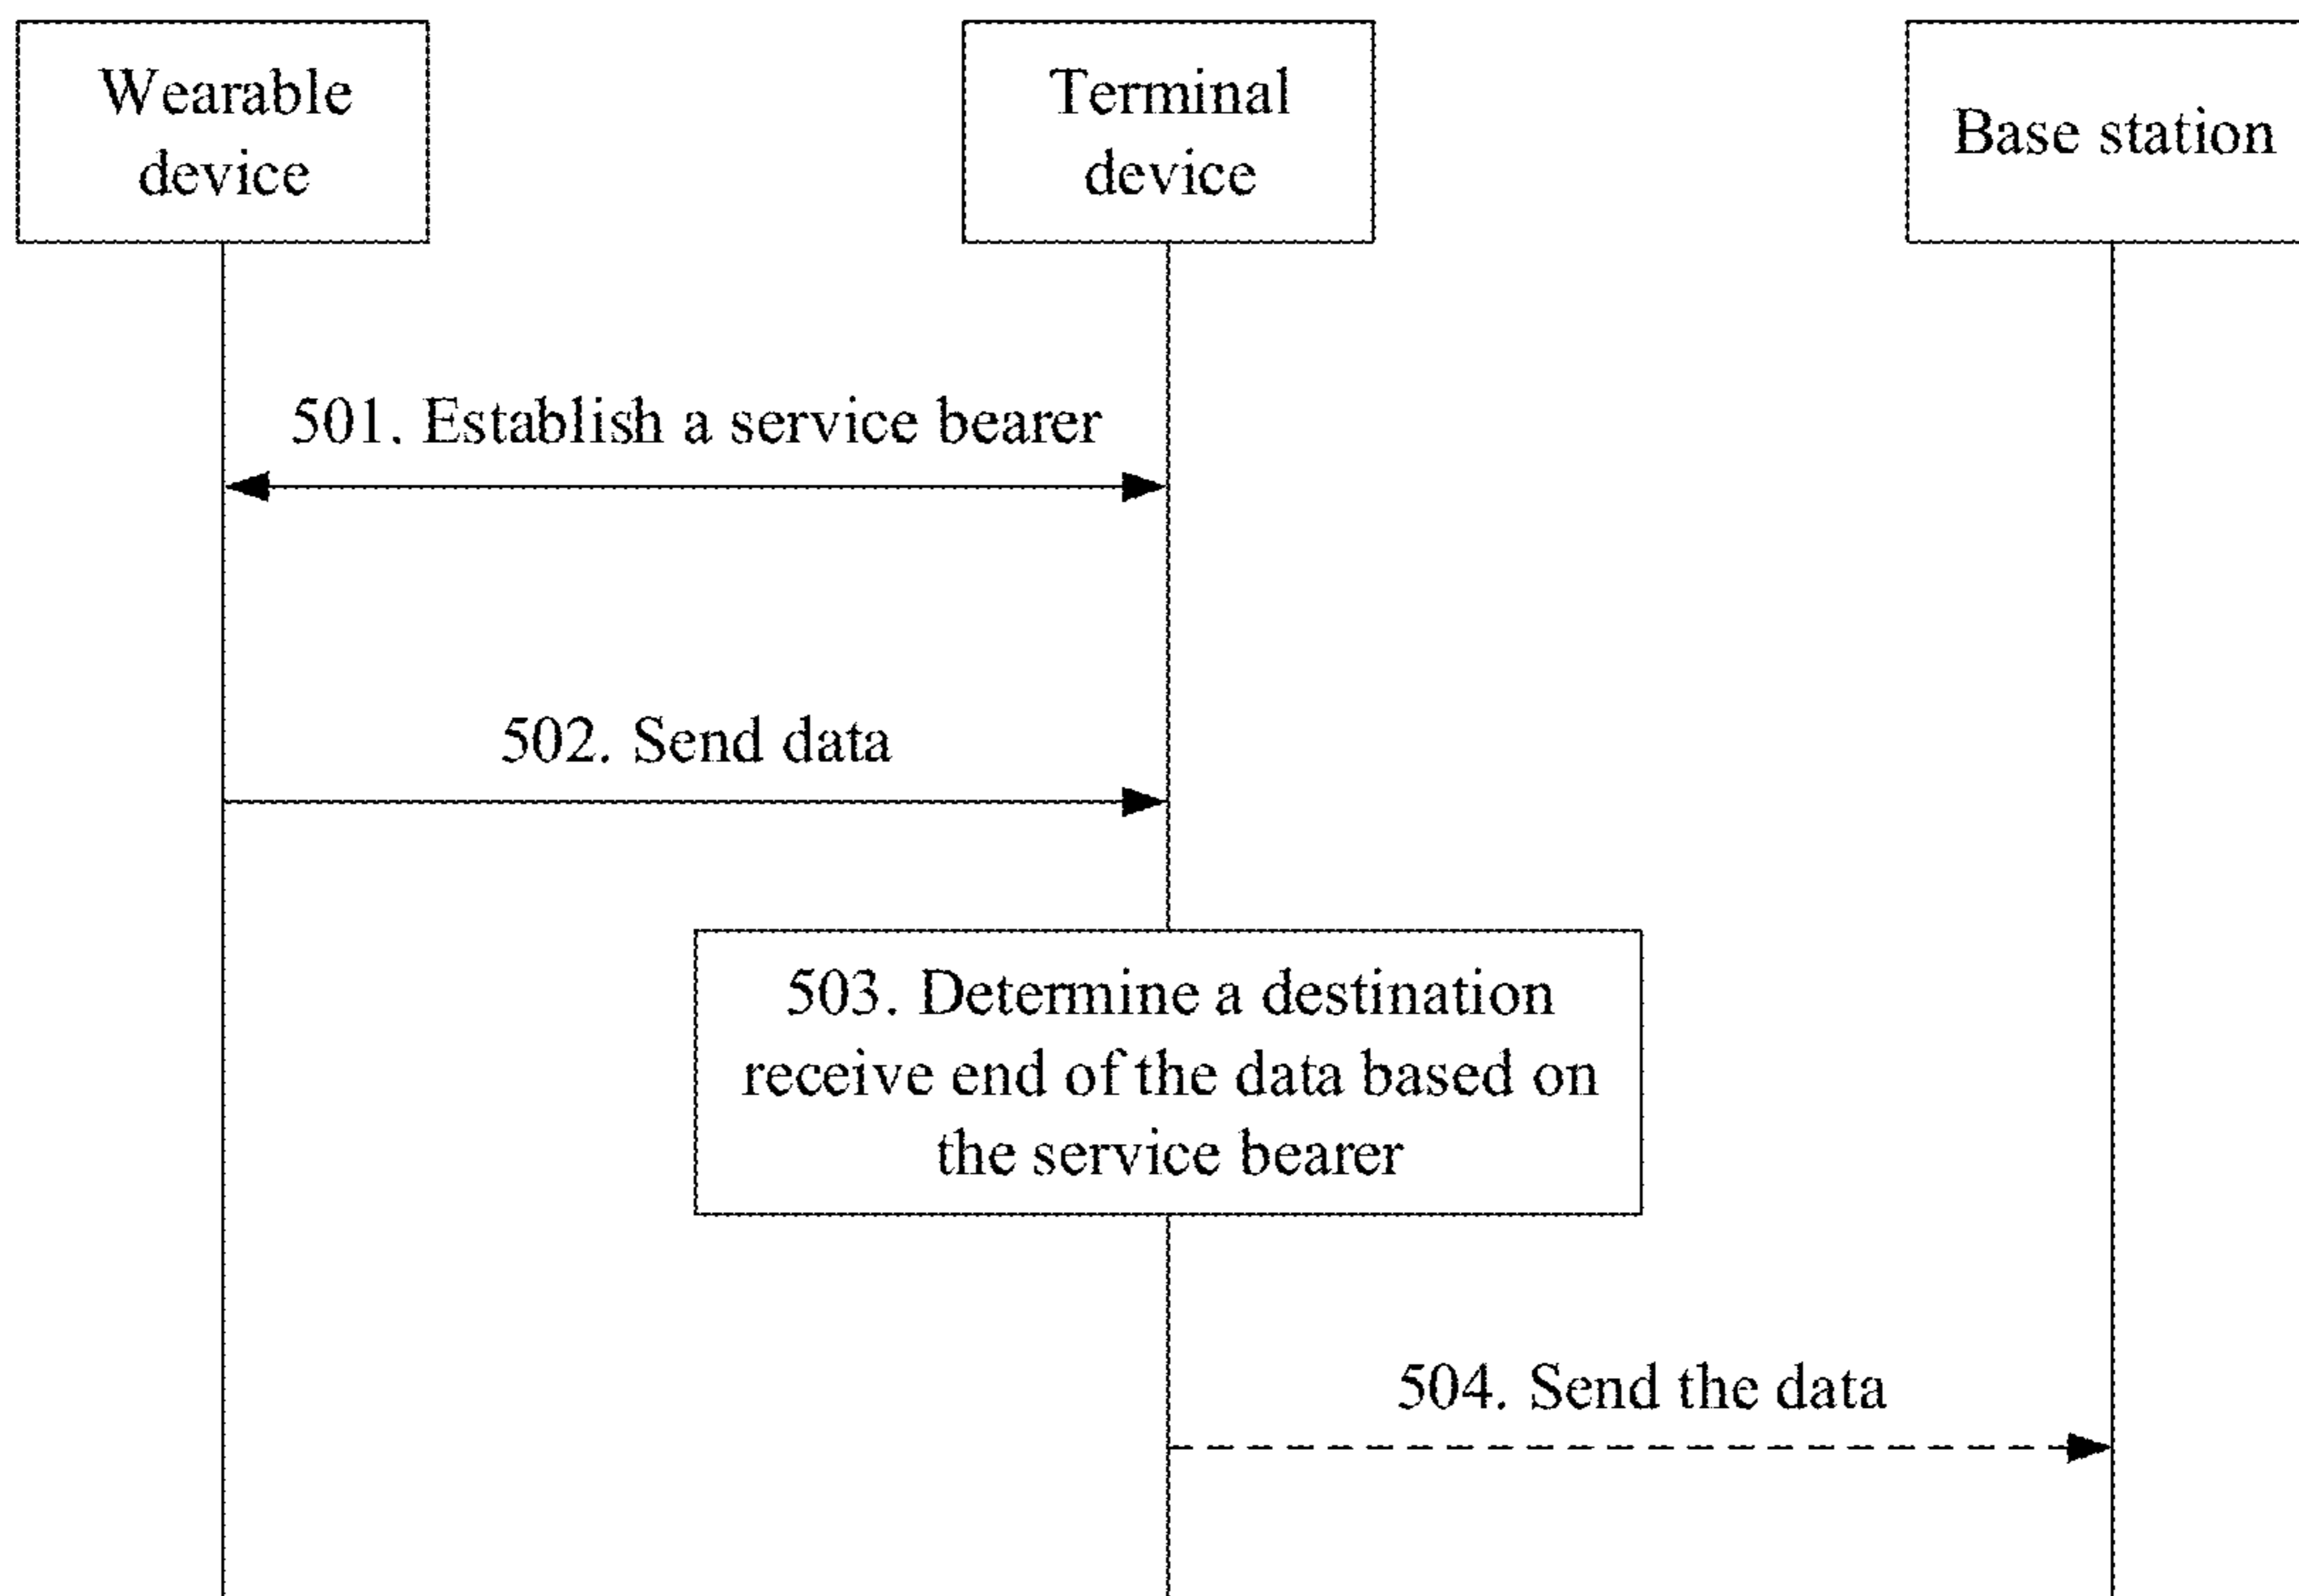 Wearable
device
Terminal
device
Base station
501. Establish a service bearer
502. Send data
503. Determine a destination
receive end of the data based on
the service bearer
504. Send the data